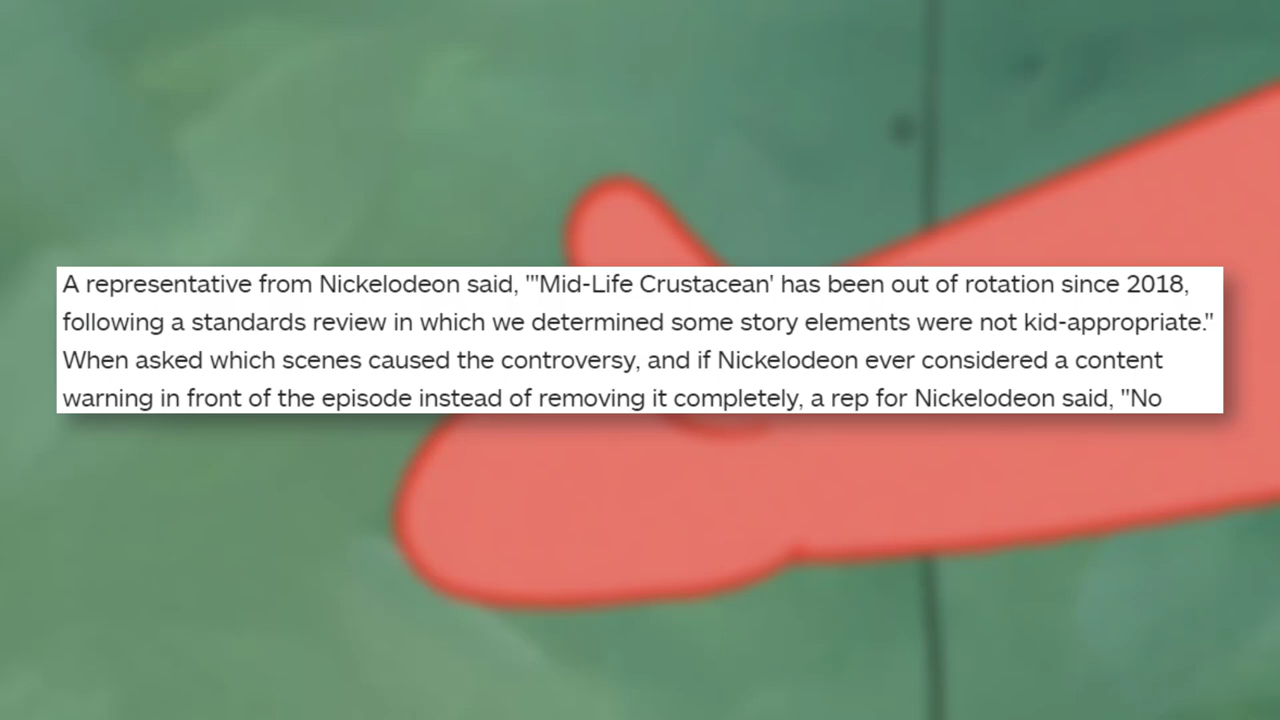 A representative from Nickelodeon said, "'Mid-Life Crustacean' has been out of rotation since 2018,
following a standards review in which we determined some story elements were not kid-appropriate."
When asked which scenes caused the controversy, and if Nickelodeon ever considered a content
warning in front of the episode instead of removing it completely, a rep for Nickelodeon said, "No